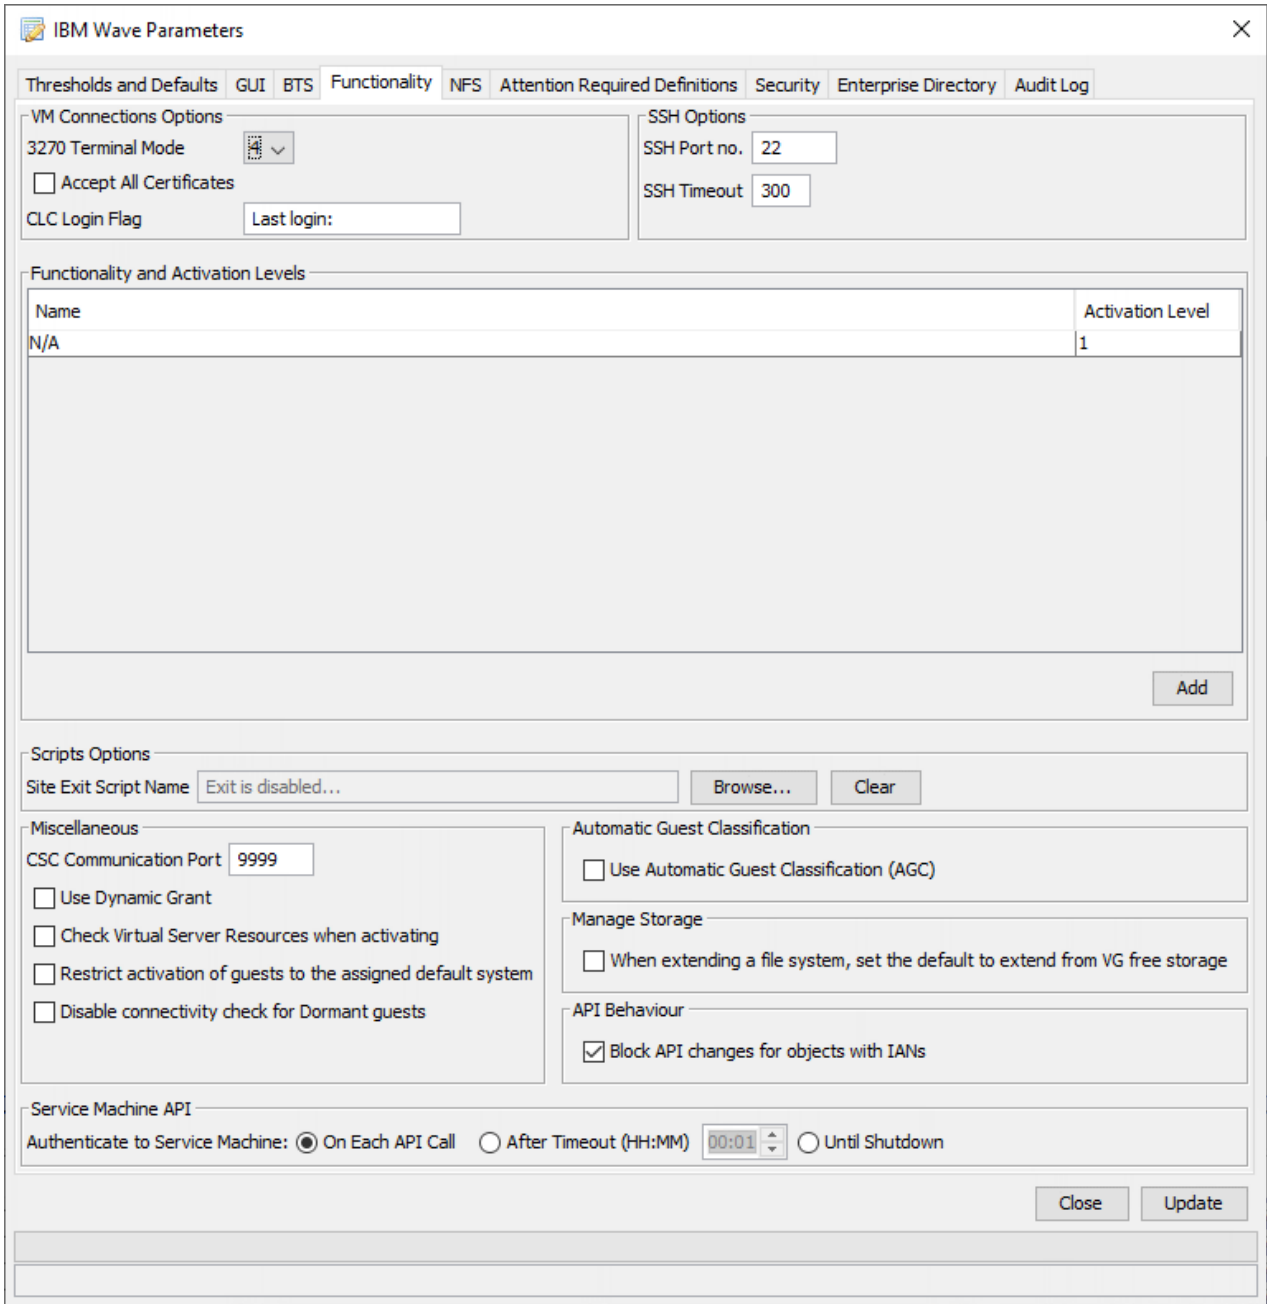 IBM Wave Parameters
Thresholds and Defaults GUI BTS Functionality NFS Attention Required Definitions Security Enterprise Directory Audit Log
VM Connections Options
3270 Terminal Mode 4
Accept All Certificates
CLC Login Flag Last login:
SSH Options
SSH Port no. 22
SSH Timeout 300
Functionality and Activation Levels
Name Activation Level
N/A 1
Add
Scripts Options
Site Exit Script Name Exit is disabled... Browse... Clear
Miscellaneous
CSC Communication Port 9999
Use Dynamic Grant
Check Virtual Server Resources when activating
Restrict activation of guests to the assigned default system
Disable connectivity check for Dormant guests
Automatic Guest Classification
Use Automatic Guest Classification (AGC)
Manage Storage
When extending a file system, set the default to extend from VG free storage
API Behaviour
Block API changes for objects with IANs
Service Machine API
Authenticate to Service Machine: On Each API Call After Timeout (HH:MM) 00:01 Until Shutdown
Close Update